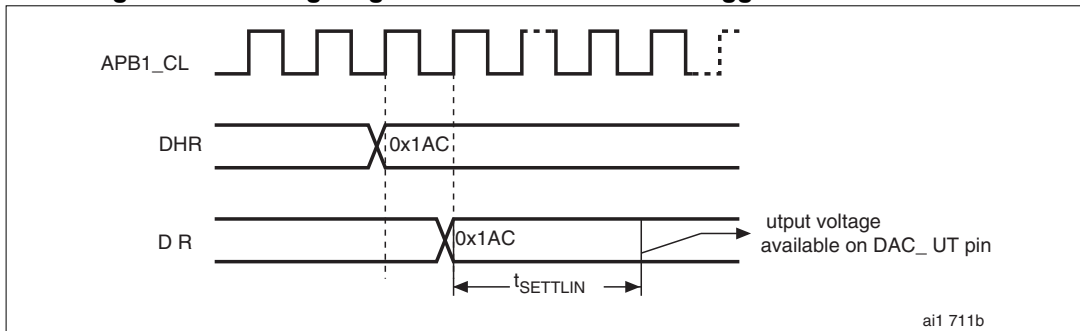 APB1_CL
DHR
0x1AC
D R
0x1AC
utput voltage
available on DAC_ UT pin
tSETTLIN
ai1 711b